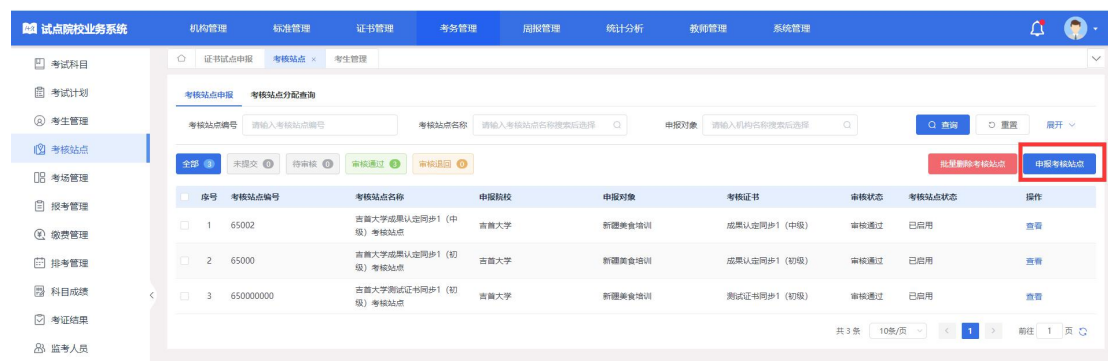 试点院校业务系统 机构管理 标准管理 证书管理 考务管理 周报管理 统计分析 教师管理 系统管理
考试科目
考试计划
考生管理
考核站点
考场管理
报考管理
缴费管理
排考管理
科目成绩
考证结果
监考人员
证书试点申报 考核站点 × 考生管理
考核站点申报 考核站点分配查询
考核站点编号 请输入考核站点编号 考核站点名称 请输入考核站点名称搜索后选择 申报对象 请输入机构名称搜索后选择 查询 重置 展开
全部 3 未提交 0 待审核 0 审核通过 3 审核退回 0 批量删除考核站点 申报考核站点
序号 考核站点编号 考核站点名称 申报院校 申报对象 考核证书 审核状态 考核站点状态 操作
1 65002 吉首大学成果认定同步1（中级）考核站点 吉首大学 新疆美食培训 成果认定同步1（中级） 审核通过 已启用 查看
2 65000 吉首大学成果认定同步1（初级）考核站点 吉首大学 新疆美食培训 成果认定同步1（初级） 审核通过 已启用 查看
3 650000000 吉首大学测试证书同步1（初级）考核站点 吉首大学 新疆美食培训 测试证书同步1（初级） 审核通过 已启用 查看
共 3 条 10条/页 < 1 > 前往 1 页